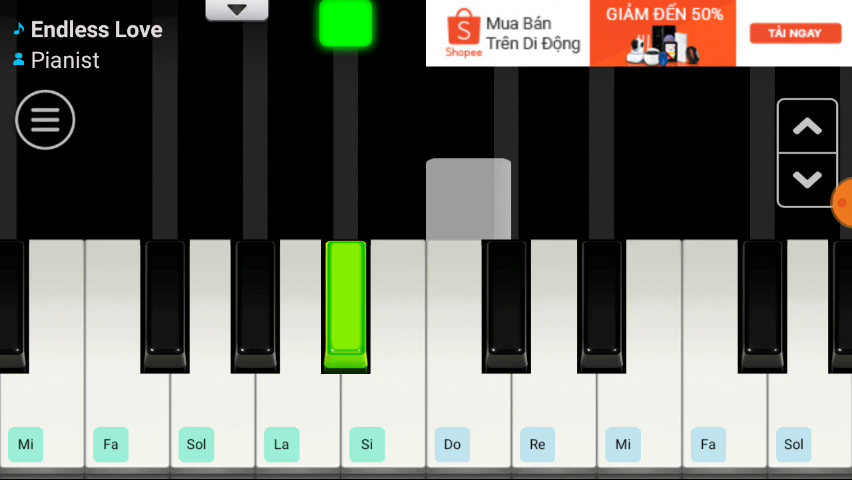 Endless Love
Pianist
Shopee
Mua Bán
Trên Di Động
GIẢM ĐẾN 50%
TẢI NGAY
Mi
Fa
Sol
La
Si
Do
Re
Mi
Fa
Sol